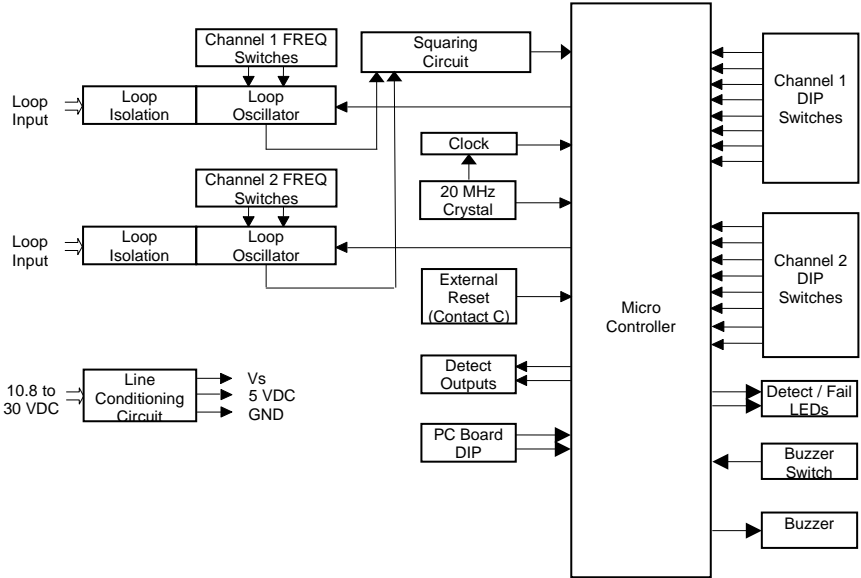 Channel 1 FREQ
Switches
Squaring
Circuit
Loop
Input
Loop
Isolation
Loop
Oscillator
Channel 1
DIP
Switches
Clock
Channel 2 FREQ
Switches
20 MHz
Crystal
Loop
Input
Loop
Isolation
Loop
Oscillator
Channel 2
DIP
Switches
External
Reset
(Contact C)
Micro
Controller
10.8 to
30 VDC
Line
Conditioning
Circuit
Vs
5 VDC
GND
Detect
Outputs
Detect / Fail
LEDs
PC Board
DIP
Buzzer
Switch
Buzzer